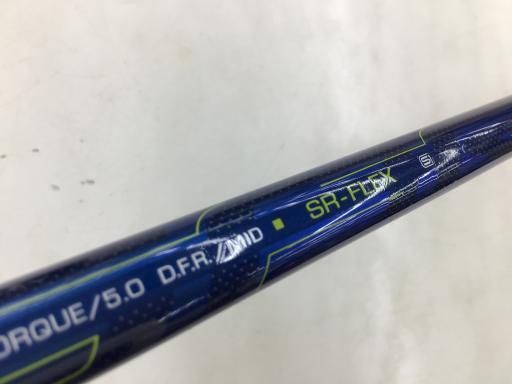 ORQUE/5.0 D.F.R.//MID ■ SR-FLEX